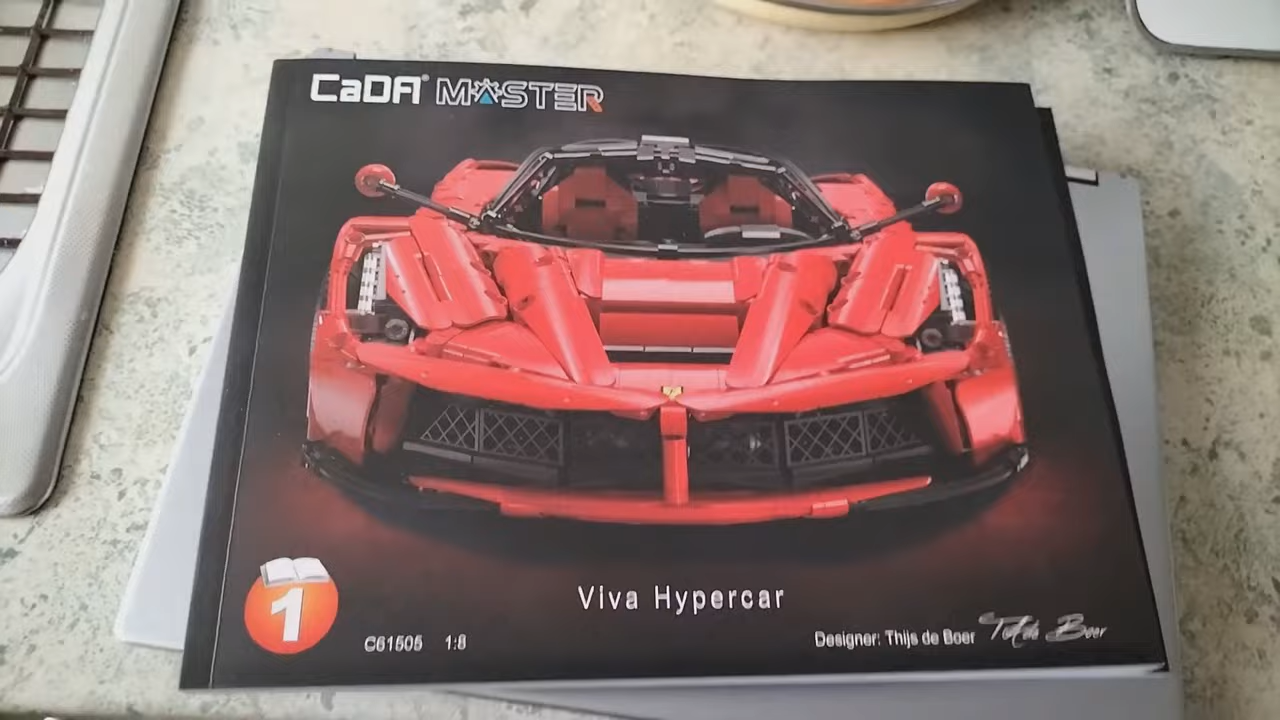 CaDA® MASTER
Viva Hypercar
1
C61505 1:8
Designer: Thijs de Boer